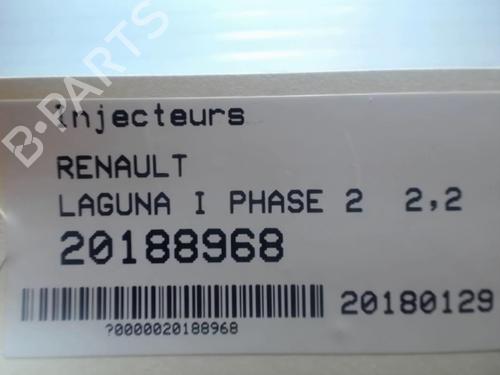 B-PARTS
injecteurs
RENAULT
LAGUNA I PHASE 2 2,2
20188968
20180129
?0000020188968